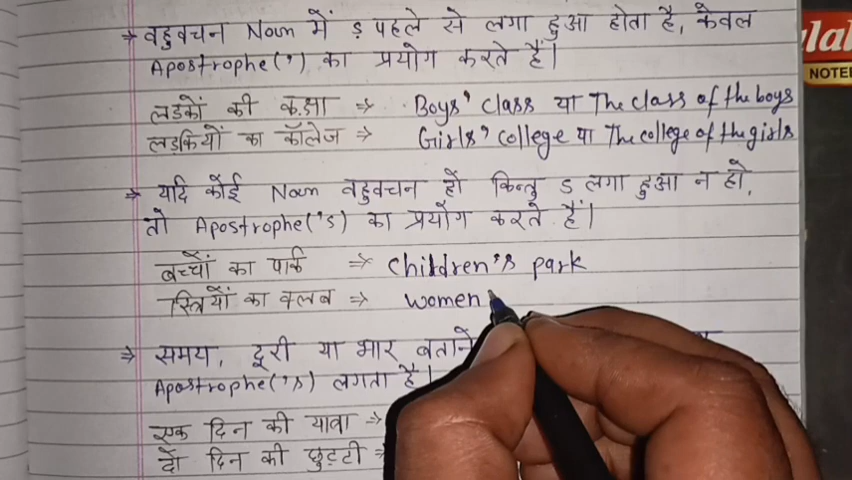 ⇒ बहुवचन Noun में s पहले से लगा हुआ होता है, केवल
Apostrophe(') का प्रयोग करते हैं।
लडकों की कक्षा ⇒ Boys' class या The class of the boys
लड़कियों का कॉलेज ⇒ Girls' college या The college of the girls
⇒ यदि कोई Noun बहुवचन हो किन्तु s लगा हुआ न हो,
तो Apostrophe('s) का प्रयोग करते हैं।
बच्चों का पार्क ⇒ Children's park
स्त्रियों का क्लब ⇒ women
⇒ समय, दूरी या भार बताने
Apostrophe('s) लगता है।
एक दिन की यात्रा ⇒
दो दिन की छुट्टी ⇒
NOTE